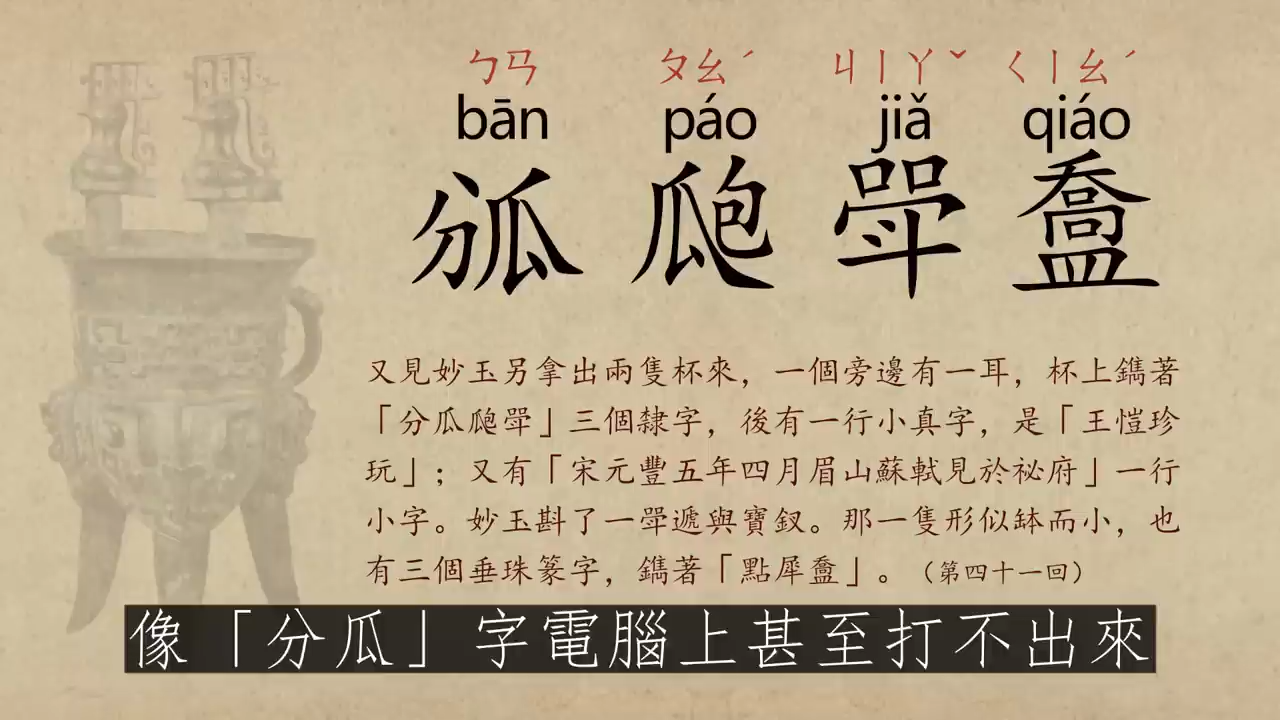 ㄅㄢ ㄆㄠˊ ㄐㄧㄚˇ ㄑㄧㄠˊ
bān páo jiǎ qiáo
𤫫 瓟 斝 𥁐
又見妙玉另拿出兩隻杯來，一個旁邊有一耳，杯上鐫著
「分瓜瓟斝」三個隸字，後有一行小真字，是「王愷珍
玩」；又有「宋元豐五年四月眉山蘇軾見於祕府」一行
小字。妙玉斟了一斝遞與寶釵。那一隻形似缽而小，也
有三個垂珠篆字，鐫著「點犀䀉」。（第四十一回）
像「分瓜」字電腦上甚至打不出來